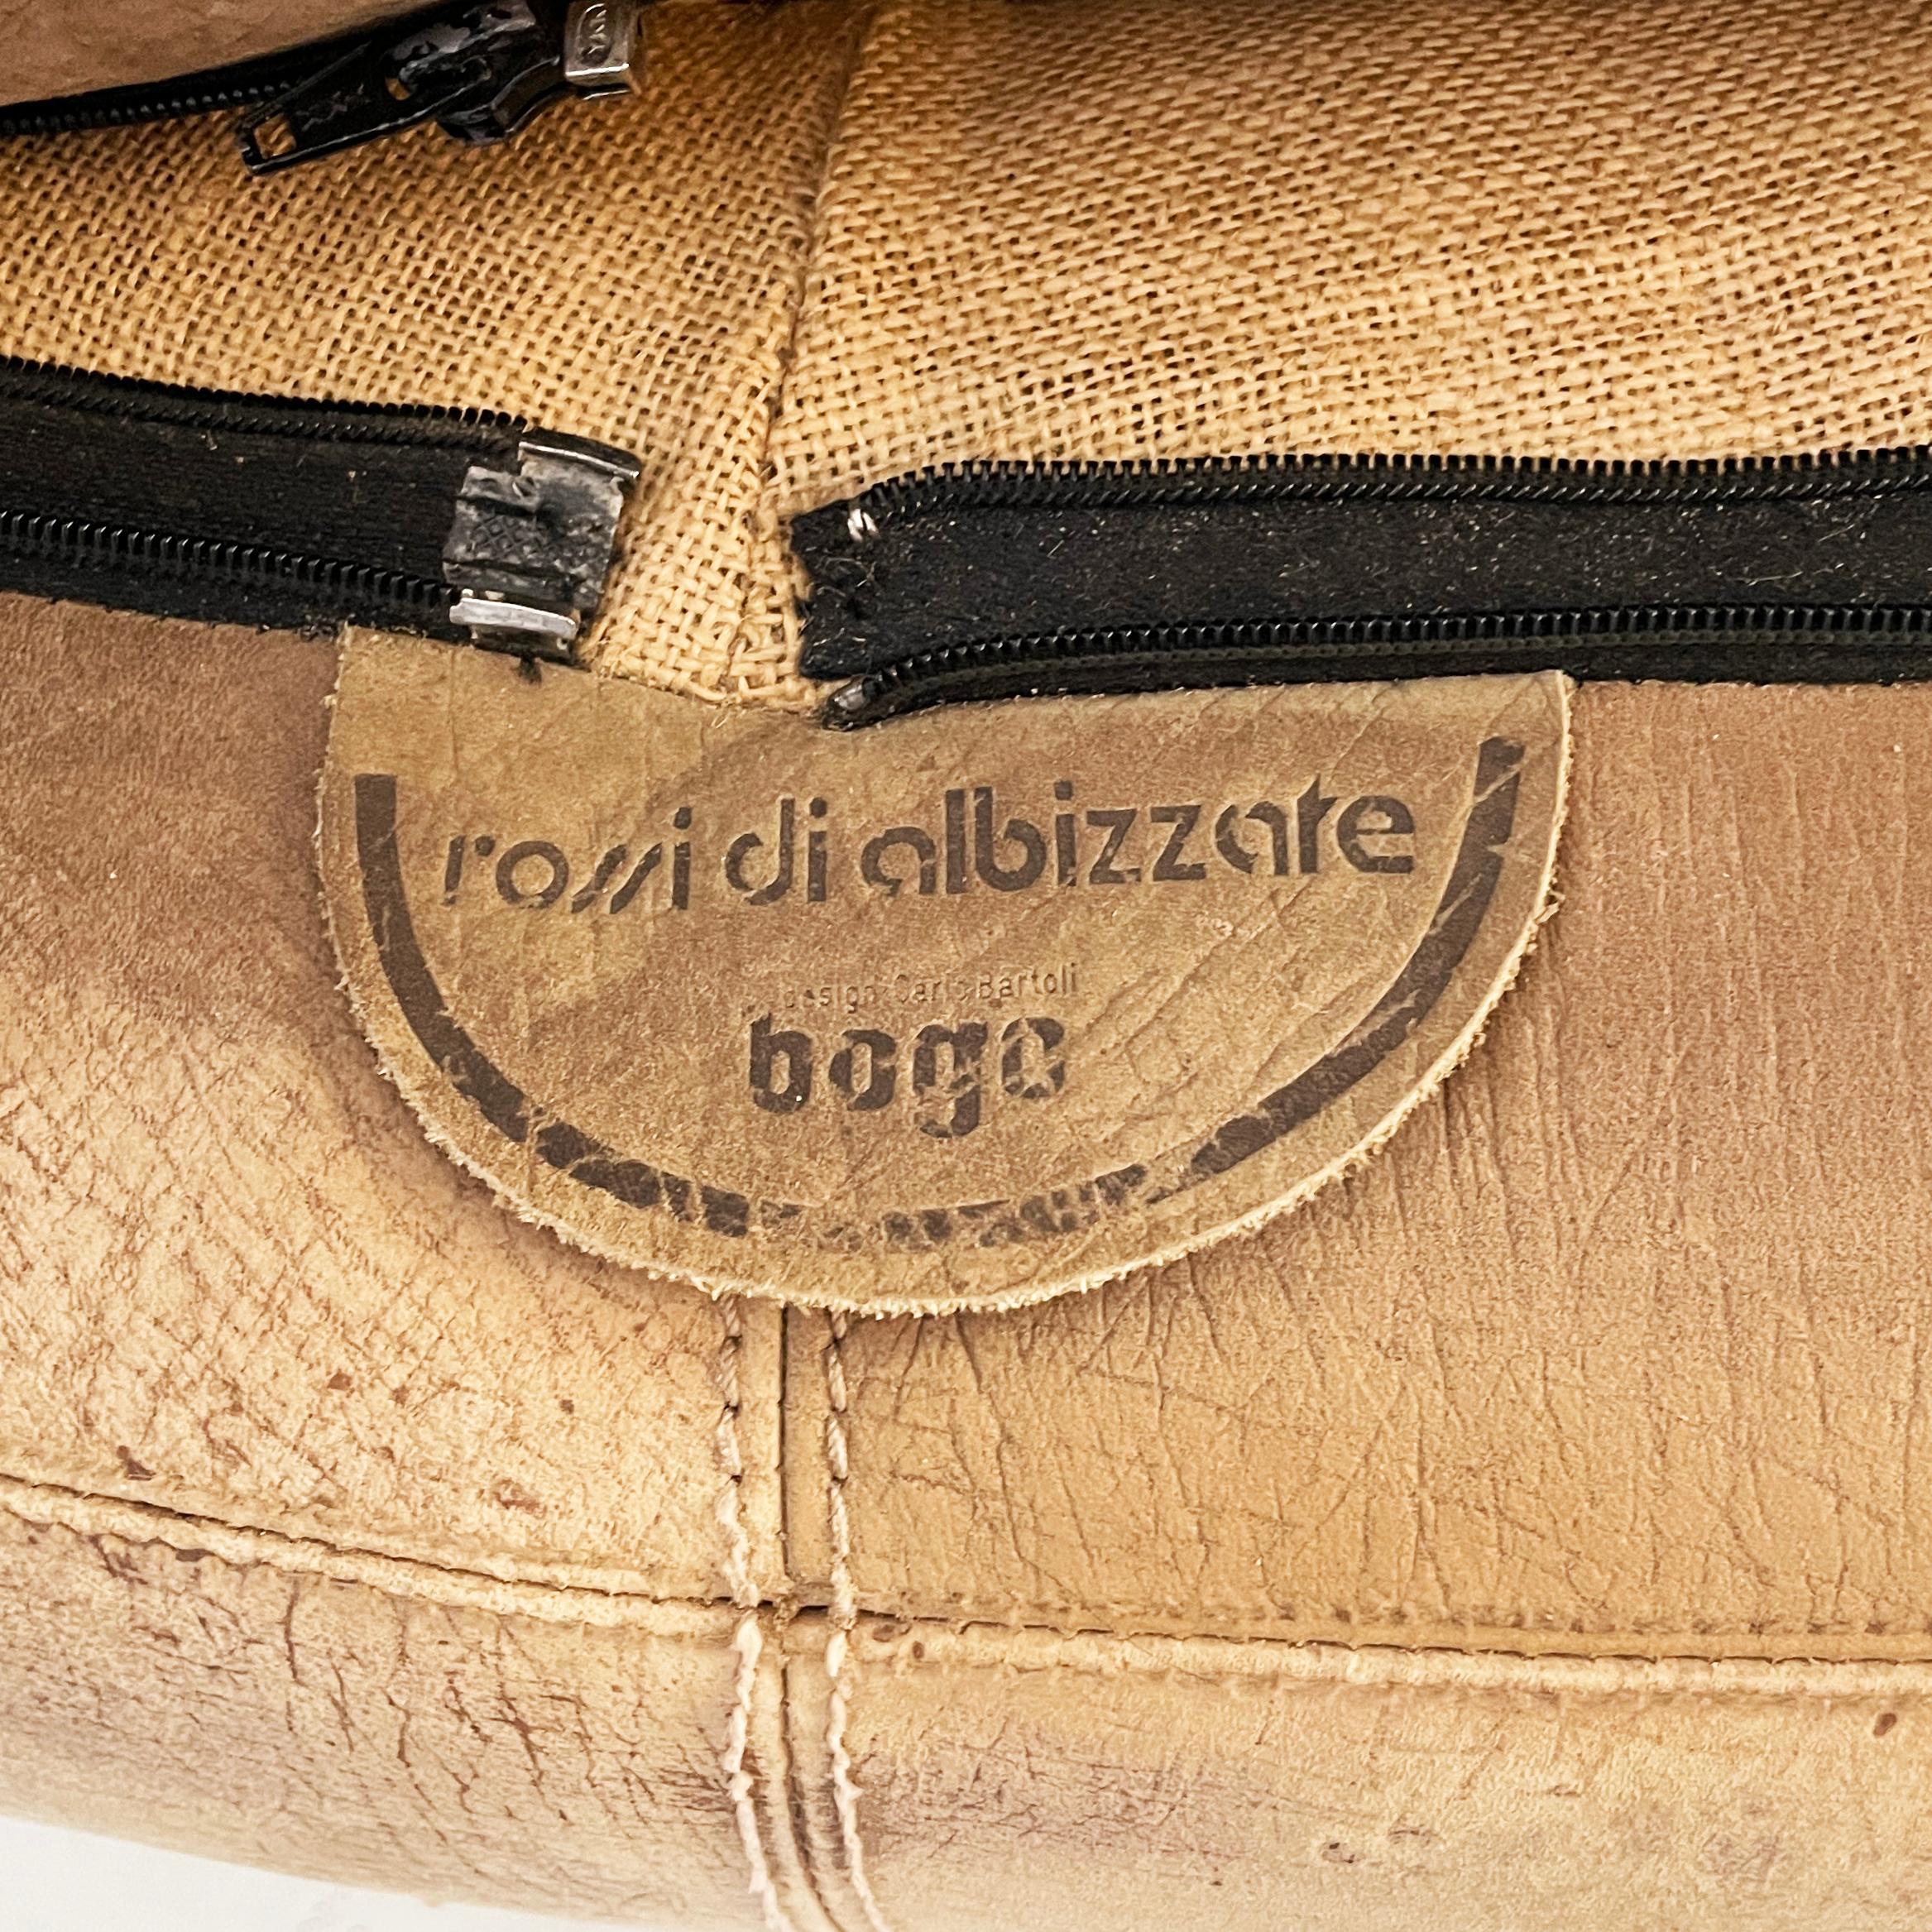 rossi di albizzate
design: Carlo Bartoli
bogo